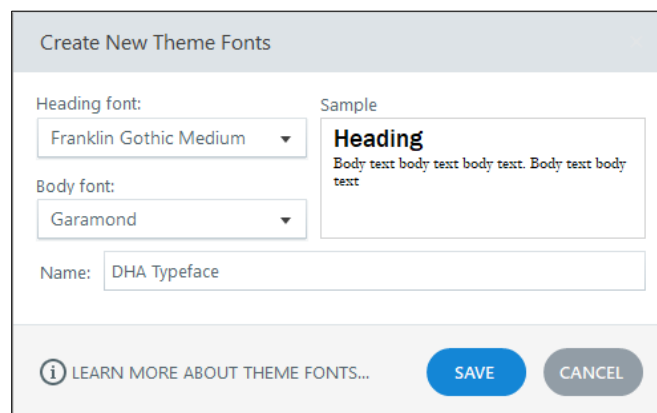 Create New Theme Fonts
Heading font:
Franklin Gothic Medium
Body font:
Garamond
Sample
Heading
Body text body text body text. Body text body
text
Name: DHA Typeface
LEARN MORE ABOUT THEME FONTS...
SAVE
CANCEL